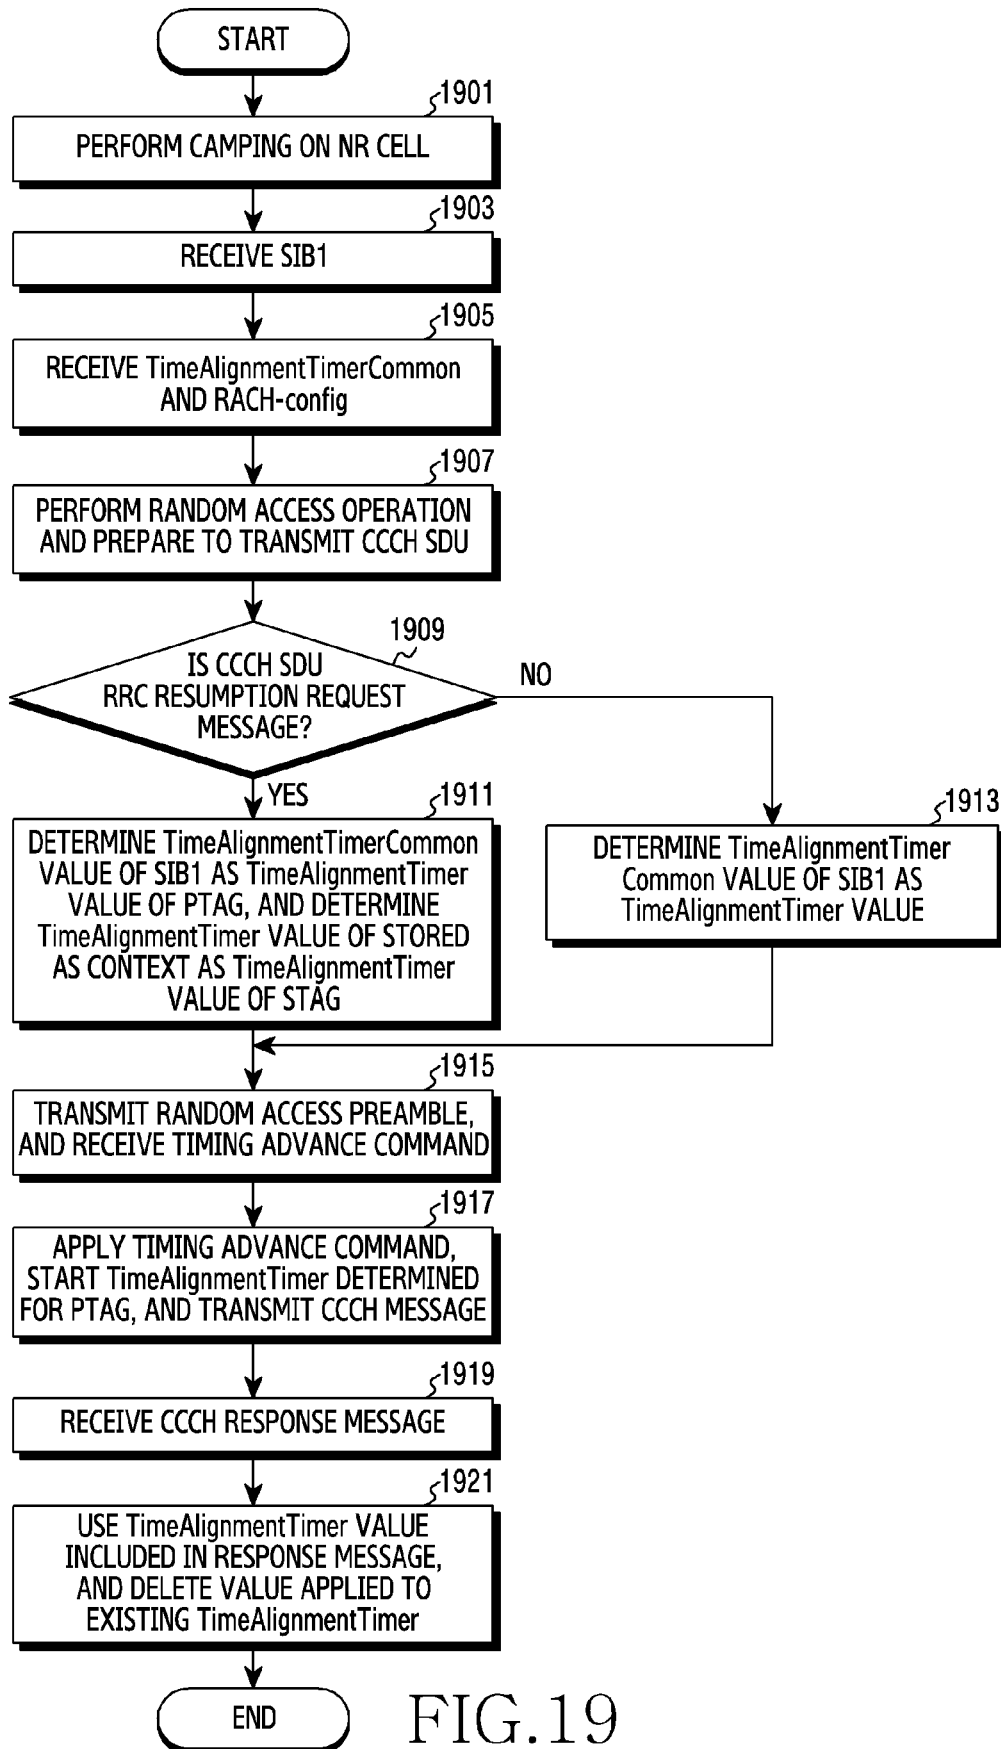 START
1901
PERFORM CAMPING ON NR CELL
1903
RECEIVE SIB1
1905
RECEIVE TimeAlignmentTimerCommon
AND RACH-config
1907
PERFORM RANDOM ACCESS OPERATION
AND PREPARE TO TRANSMIT CCCH SDU
1909
IS CCCH SDU
RRC RESUMPTION REQUEST
MESSAGE?
NO
YES
1911
DETERMINE TimeAlignmentTimerCommon
VALUE OF SIB1 AS TimeAlignmentTimer
VALUE OF PTAG, AND DETERMINE
TimeAlignmentTimer VALUE OF STORED
AS CONTEXT AS TimeAlignmentTimer
VALUE OF STAG
1913
DETERMINE TimeAlignmentTimer
Common VALUE OF SIB1 AS
TimeAlignmentTimer VALUE
1915
TRANSMIT RANDOM ACCESS PREAMBLE,
AND RECEIVE TIMING ADVANCE COMMAND
1917
APPLY TIMING ADVANCE COMMAND,
START TimeAlignmentTimer DETERMINED
FOR PTAG, AND TRANSMIT CCCH MESSAGE
1919
RECEIVE CCCH RESPONSE MESSAGE
1921
USE TimeAlignmentTimer VALUE
INCLUDED IN RESPONSE MESSAGE,
AND DELETE VALUE APPLIED TO
EXISTING TimeAlignmentTimer
END
FIG.19